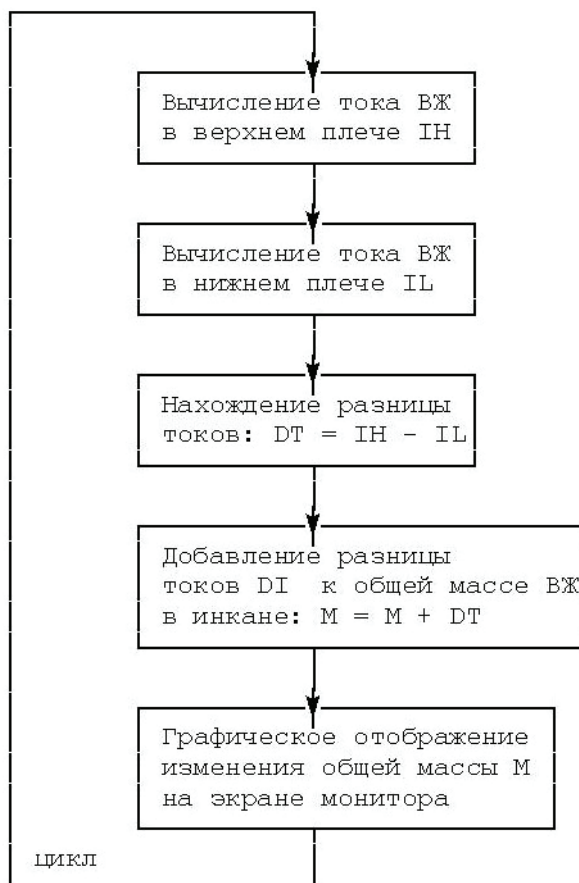 Вычисление тока ВЖ
в верхнем плече IH
Вычисление тока ВЖ
в нижнем плече IL
Нахождение разницы
токов: DT = IH - IL
Добавление разницы
токов DI к общей массе ВЖ
в инкане: M = M + DT
Графическое отображение
изменения общей массы M
на экране монитора
цикл